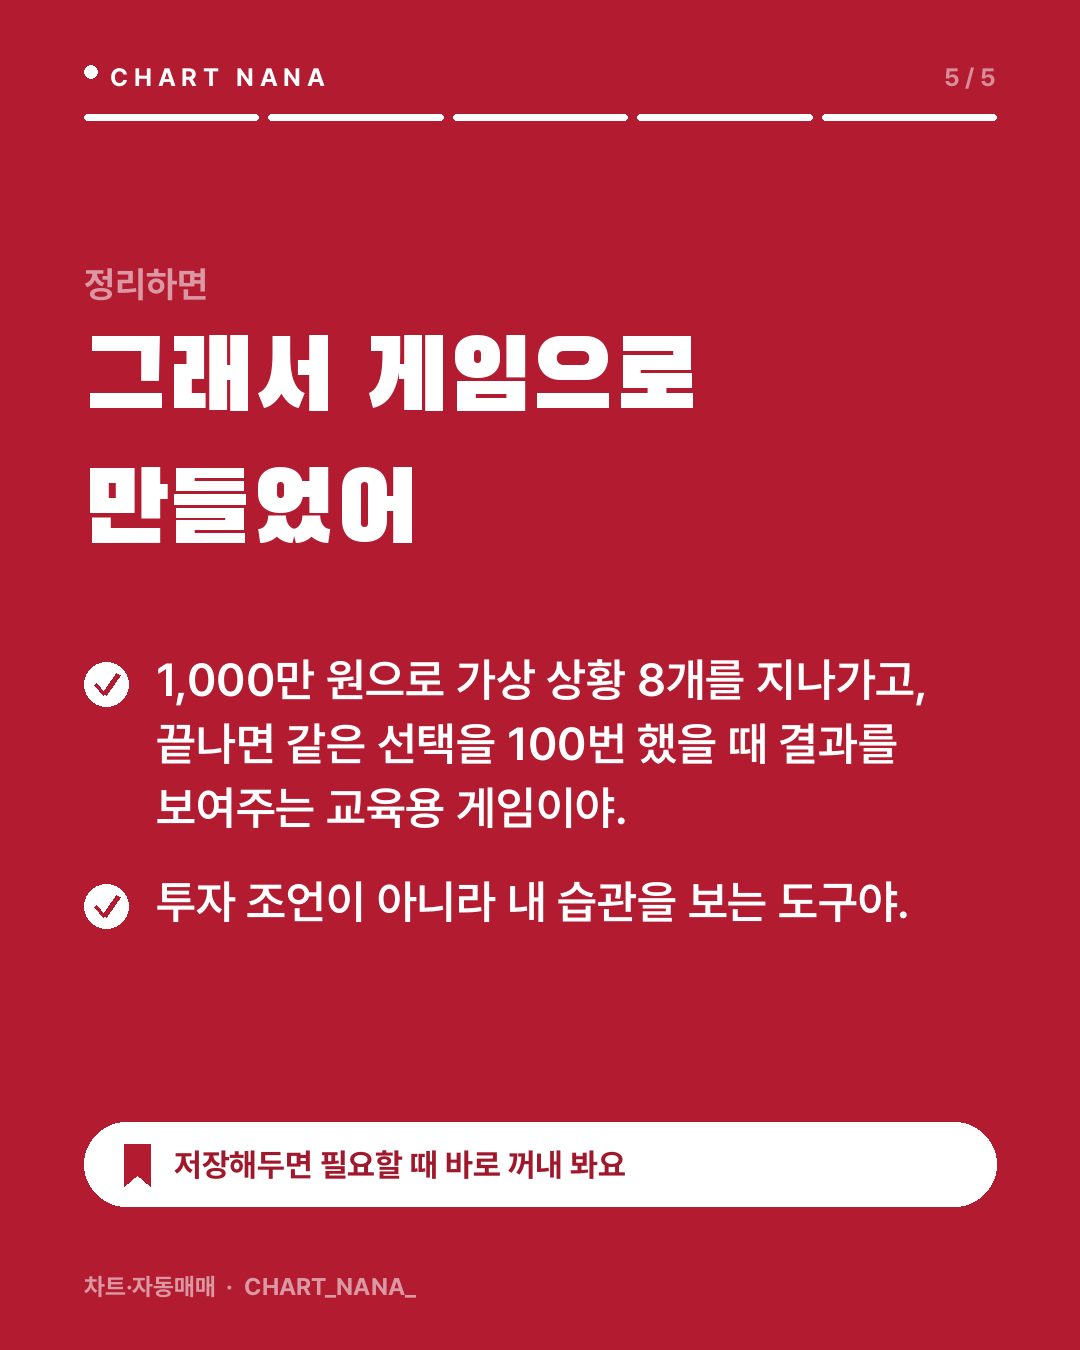 CHART NANA
5 / 5
정리하면
그래서 게임으로
만들었어
1,000만 원으로 가상 상황 8개를 지나가고,
끝나면 같은 선택을 100번 했을 때 결과를
보여주는 교육용 게임이야.
투자 조언이 아니라 내 습관을 보는 도구야.
저장해두면 필요할 때 바로 꺼내 봐요
차트·자동매매 · CHART_NANA_